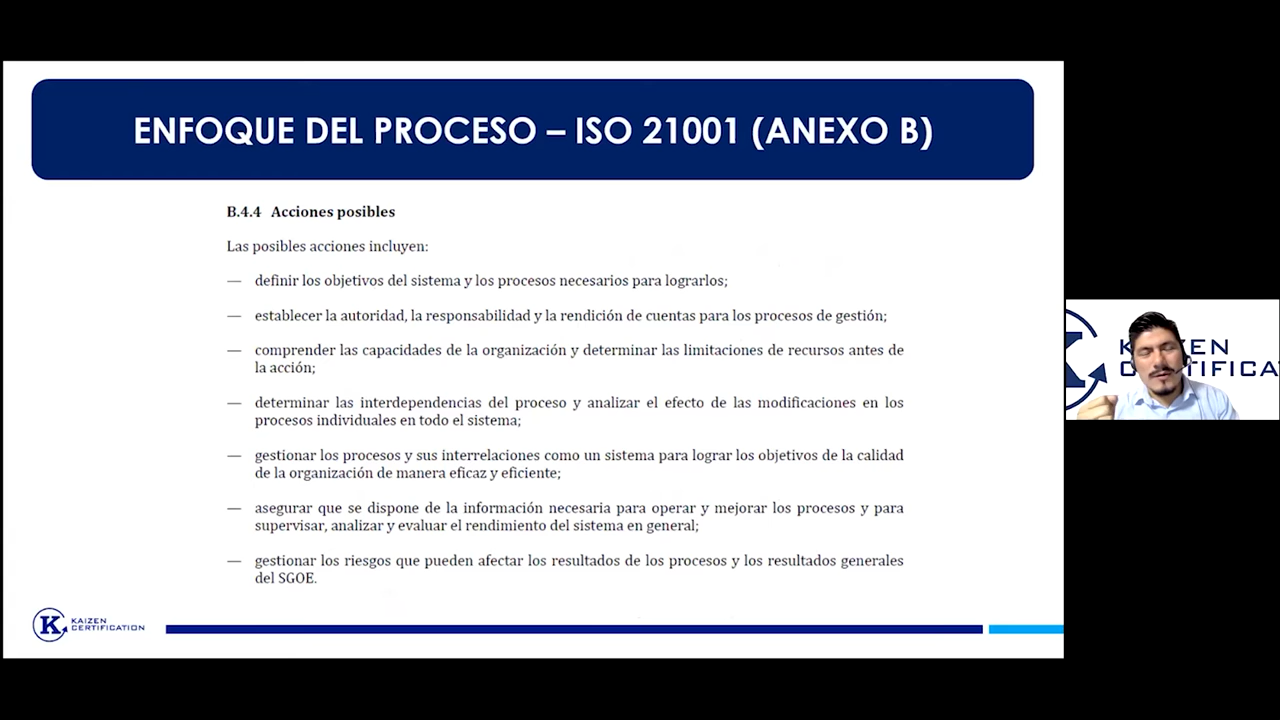 ENFOQUE DEL PROCESO – ISO 21001 (ANEXO B)
B.4.4 Acciones posibles
Las posibles acciones incluyen:
— definir los objetivos del sistema y los procesos necesarios para lograrlos;
— establecer la autoridad, la responsabilidad y la rendición de cuentas para los procesos de gestión;
— comprender las capacidades de la organización y determinar las limitaciones de recursos antes de
la acción;
— determinar las interdependencias del proceso y analizar el efecto de las modificaciones en los
procesos individuales en todo el sistema;
— gestionar los procesos y sus interrelaciones como un sistema para lograr los objetivos de la calidad
de la organización de manera eficaz y eficiente;
— asegurar que se dispone de la información necesaria para operar y mejorar los procesos y para
supervisar, analizar y evaluar el rendimiento del sistema en general;
— gestionar los riesgos que pueden afectar los resultados de los procesos y los resultados generales
del SGOE.
K KAIZEN
CERTIFICATION